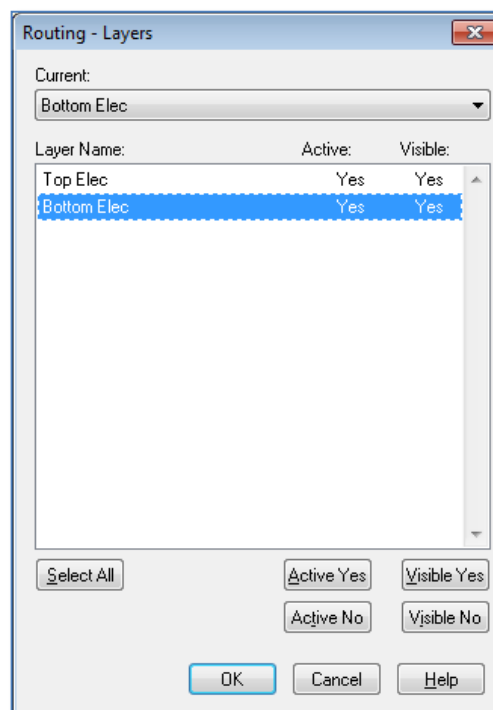 Routing - Layers
Current:
Bottom Elec
Layer Name: Active: Visible:
Top Elec Yes Yes
Bottom Elec Yes Yes
Select All Active Yes Visible Yes
Active No Visible No
OK Cancel Help